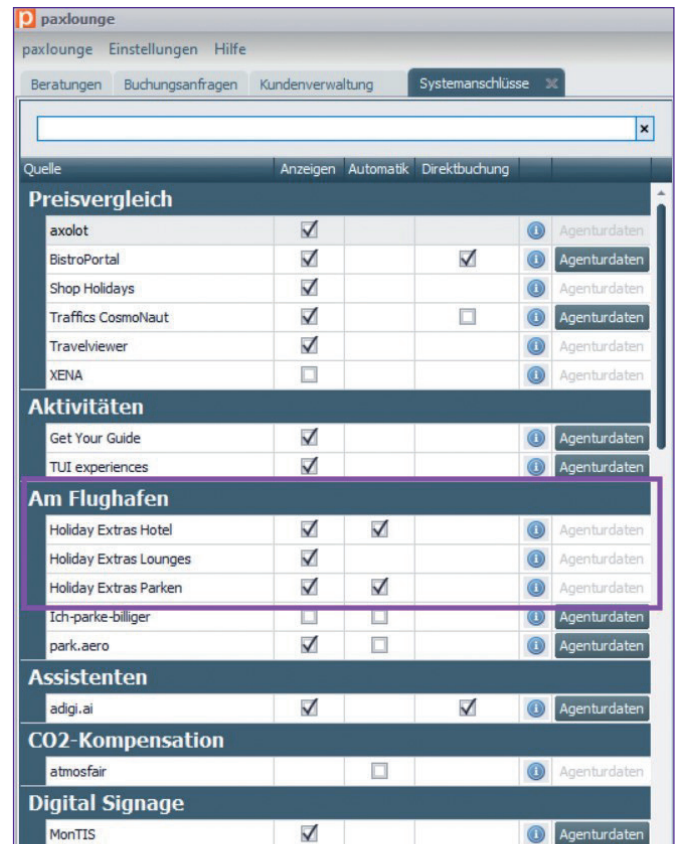 paxlounge
paxlounge Einstellungen Hilfe
Beratungen Buchungsanfragen Kundenverwaltung Systemanschlüsse
Quelle Anzeigen Automatik Direktbuchung
Preisvergleich
axolot Agenturdaten
BistroPortal Agenturdaten
Shop Holidays Agenturdaten
Traffics CosmoNaut Agenturdaten
Travelviewer Agenturdaten
XENA Agenturdaten
Aktivitäten
Get Your Guide Agenturdaten
TUI experiences Agenturdaten
Am Flughafen
Holiday Extras Hotel Agenturdaten
Holiday Extras Lounges Agenturdaten
Holiday Extras Parken Agenturdaten
Ich-parke-billiger Agenturdaten
park.aero Agenturdaten
Assistenten
adigi.ai Agenturdaten
CO2-Kompensation
atmosfair Agenturdaten
Digital Signage
MonTIS Agenturdaten